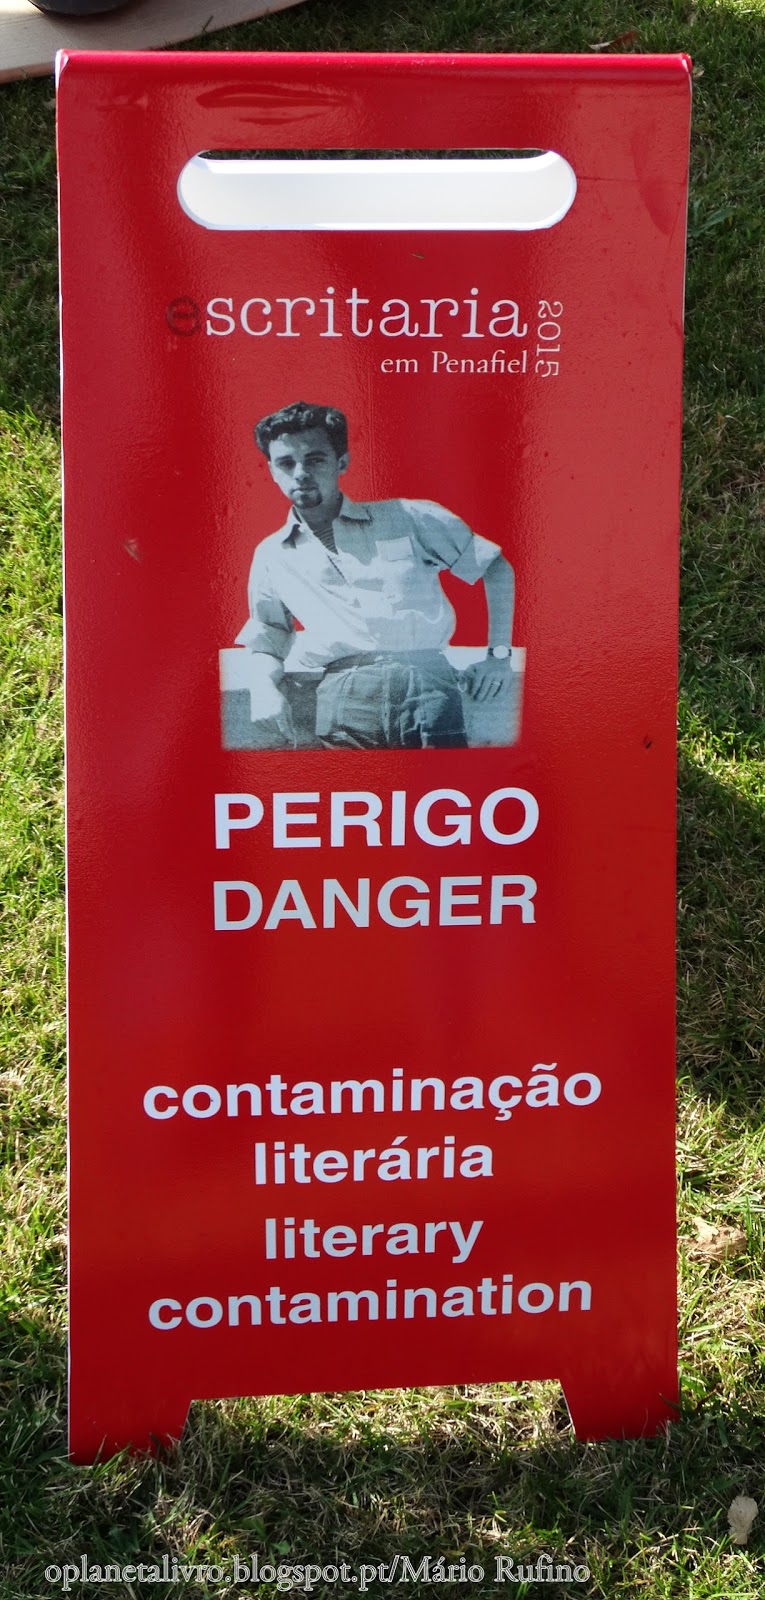 escritaria
2015
em Penafiel
PERIGO
DANGER
contaminação
literária
literary
contamination
oplanetalivro.blogspot.pt/Mário Rufino